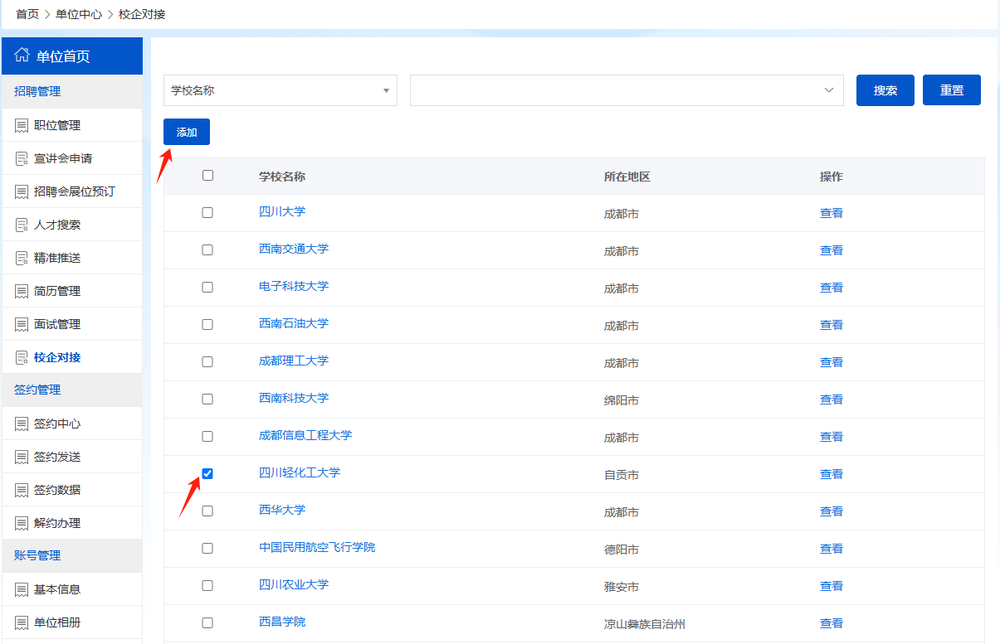 首页 > 单位中心 > 校企对接
单位首页
招聘管理
职位管理
宣讲会申请
招聘会展位预订
人才搜索
精准推送
简历管理
面试管理
校企对接
签约管理
签约中心
签约发送
签约数据
解约办理
账号管理
基本信息
单位相册
学校名称 搜索 重置
添加
学校名称 所在地区 操作
四川大学 成都市 查看
西南交通大学 成都市 查看
电子科技大学 成都市 查看
西南石油大学 成都市 查看
成都理工大学 成都市 查看
西南科技大学 绵阳市 查看
成都信息工程大学 成都市 查看
四川轻化工大学 自贡市 查看
西华大学 成都市 查看
中国民用航空飞行学院 德阳市 查看
四川农业大学 雅安市 查看
西昌学院 凉山彝族自治州 查看